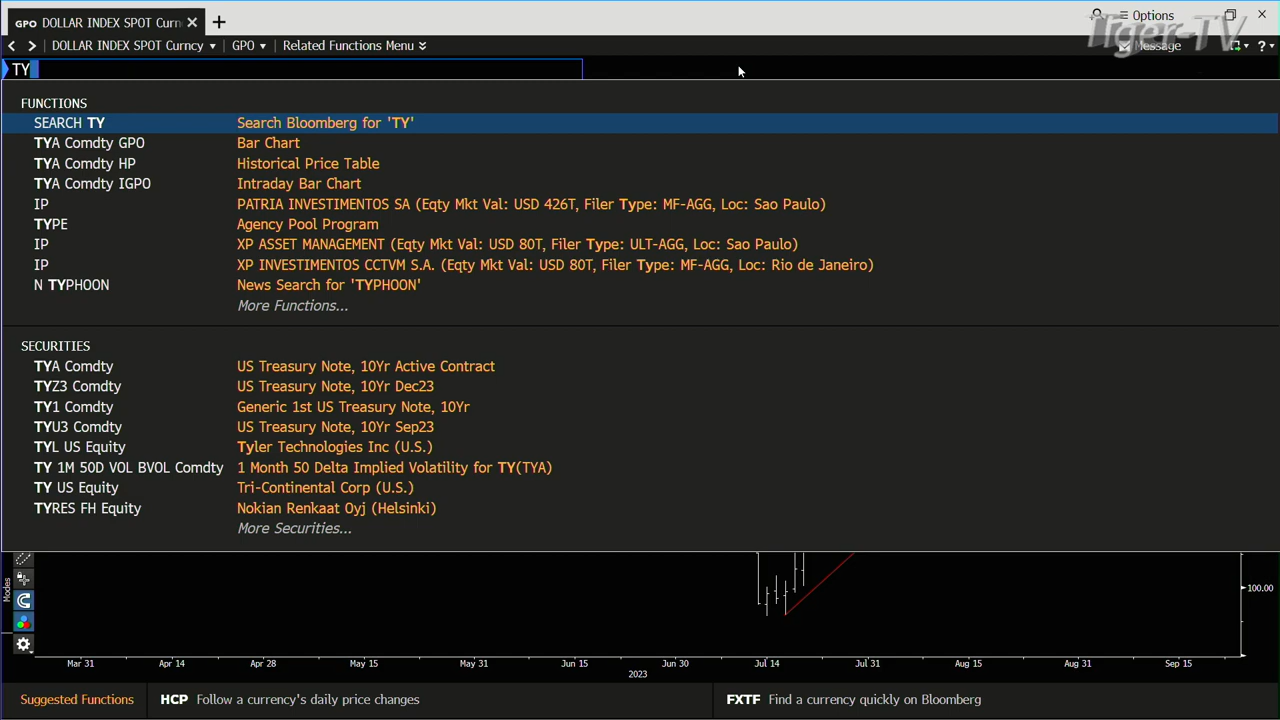 GPO DOLLAR INDEX SPOT Curn
Options
Tiger-TV
DOLLAR INDEX SPOT Curncy GPO Related Functions Menu
Message
TY
FUNCTIONS
SEARCH TY Search Bloomberg for 'TY'
TYA Comdty GPO Bar Chart
TYA Comdty HP Historical Price Table
TYA Comdty IGPO Intraday Bar Chart
IP PATRIA INVESTIMENTOS SA (Eqty Mkt Val: USD 426T, Filer Type: MF-AGG, Loc: Sao Paulo)
TYPE Agency Pool Program
IP XP ASSET MANAGEMENT (Eqty Mkt Val: USD 80T, Filer Type: ULT-AGG, Loc: Sao Paulo)
IP XP INVESTIMENTOS CCTVM S.A. (Eqty Mkt Val: USD 80T, Filer Type: MF-AGG, Loc: Rio de Janeiro)
N TYPHOON News Search for 'TYPHOON'
More Functions...
SECURITIES
TYA Comdty US Treasury Note, 10Yr Active Contract
TYZ3 Comdty US Treasury Note, 10Yr Dec23
TY1 Comdty Generic 1st US Treasury Note, 10Yr
TYU3 Comdty US Treasury Note, 10Yr Sep23
TYL US Equity Tyler Technologies Inc (U.S.)
TY 1M 50D VOL BVOL Comdty 1 Month 50 Delta Implied Volatility for TY(TYA)
TY US Equity Tri-Continental Corp (U.S.)
TYRES FH Equity Nokian Renkaat Oyj (Helsinki)
More Securities...
Modes
100.00
Mar 31 Apr 14 Apr 28 May 15 May 31 Jun 15 Jun 30 Jul 14 Jul 31 Aug 15 Aug 31 Sep 15
2023
Suggested Functions HCP Follow a currency's daily price changes FXTF Find a currency quickly on Bloomberg